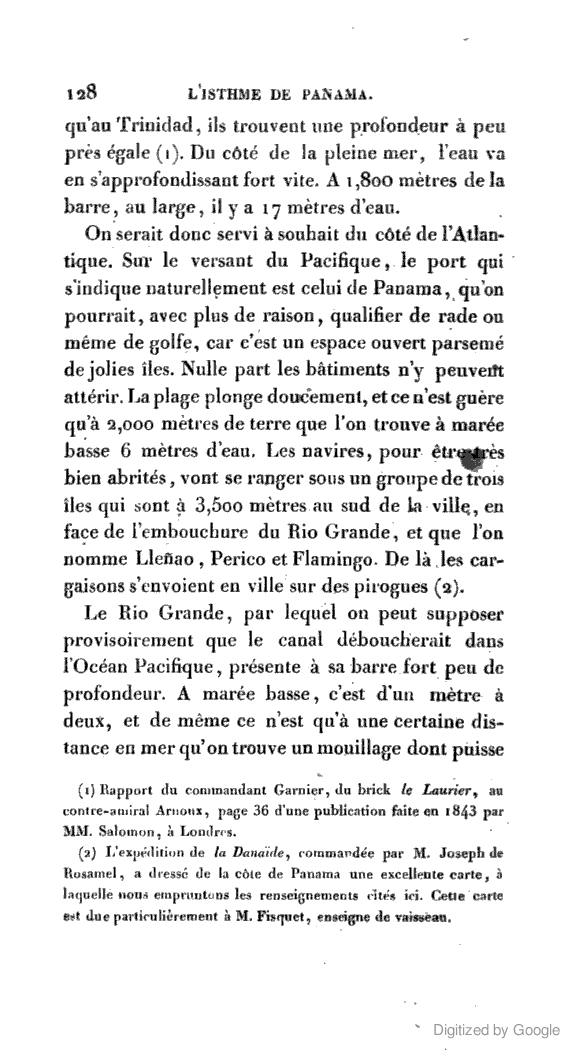 128 L'ISTHME DE PANAMA.
qu'au Trinidad, ils trouvent une profondeur à peu
près égale (1). Du côté de la pleine mer, l'eau va
en s'approfondissant fort vite. A 1,800 mètres de la
barre, au large, il y a 17 mètres d'eau.
On serait donc servi à souhait du côté de l'Atlan-
tique. Sur le versant du Pacifique, le port qui
s'indique naturellement est celui de Panama, qu'on
pourrait, avec plus de raison, qualifier de rade ou
même de golfe, car c'est un espace ouvert parsemé
de jolies îles. Nulle part les bâtiments n'y peuvent
attérir. La plage plonge doucement, et ce n'est guère
qu'à 2,000 mètres de terre que l'on trouve à marée
basse 6 mètres d'eau. Les navires, pour être très
bien abrités, vont se ranger sous un groupe de trois
îles qui sont à 3,500 mètres au sud de la ville, en
face de l'embouchure du Rio Grande, et que l'on
nomme Lleñao, Perico et Flamingo. De là les car-
gaisons s'envoient en ville sur des pirogues (2).
Le Rio Grande, par lequel on peut supposer
provisoirement que le canal déboucherait dans
l'Océan Pacifique, présente à sa barre fort peu de
profondeur. A marée basse, c'est d'un mètre à
deux, et de même ce n'est qu'à une certaine dis-
tance en mer qu'on trouve un mouillage dont puisse
(1) Rapport du commandant Garnier, du brick le Laurier, au
contre-amiral Arnoux, page 36 d'une publication faite en 1843 par
MM. Salomon, à Londres.
(2) L'expédition de la Danaïde, commandée par M. Joseph de
Rosamel, a dressé de la côte de Panama une excellente carte, à
laquelle nous empruntons les renseignements cités ici. Cette carte
est due particulièrement à M. Fisquet, enseigne de vaisseau.
Digitized by Google